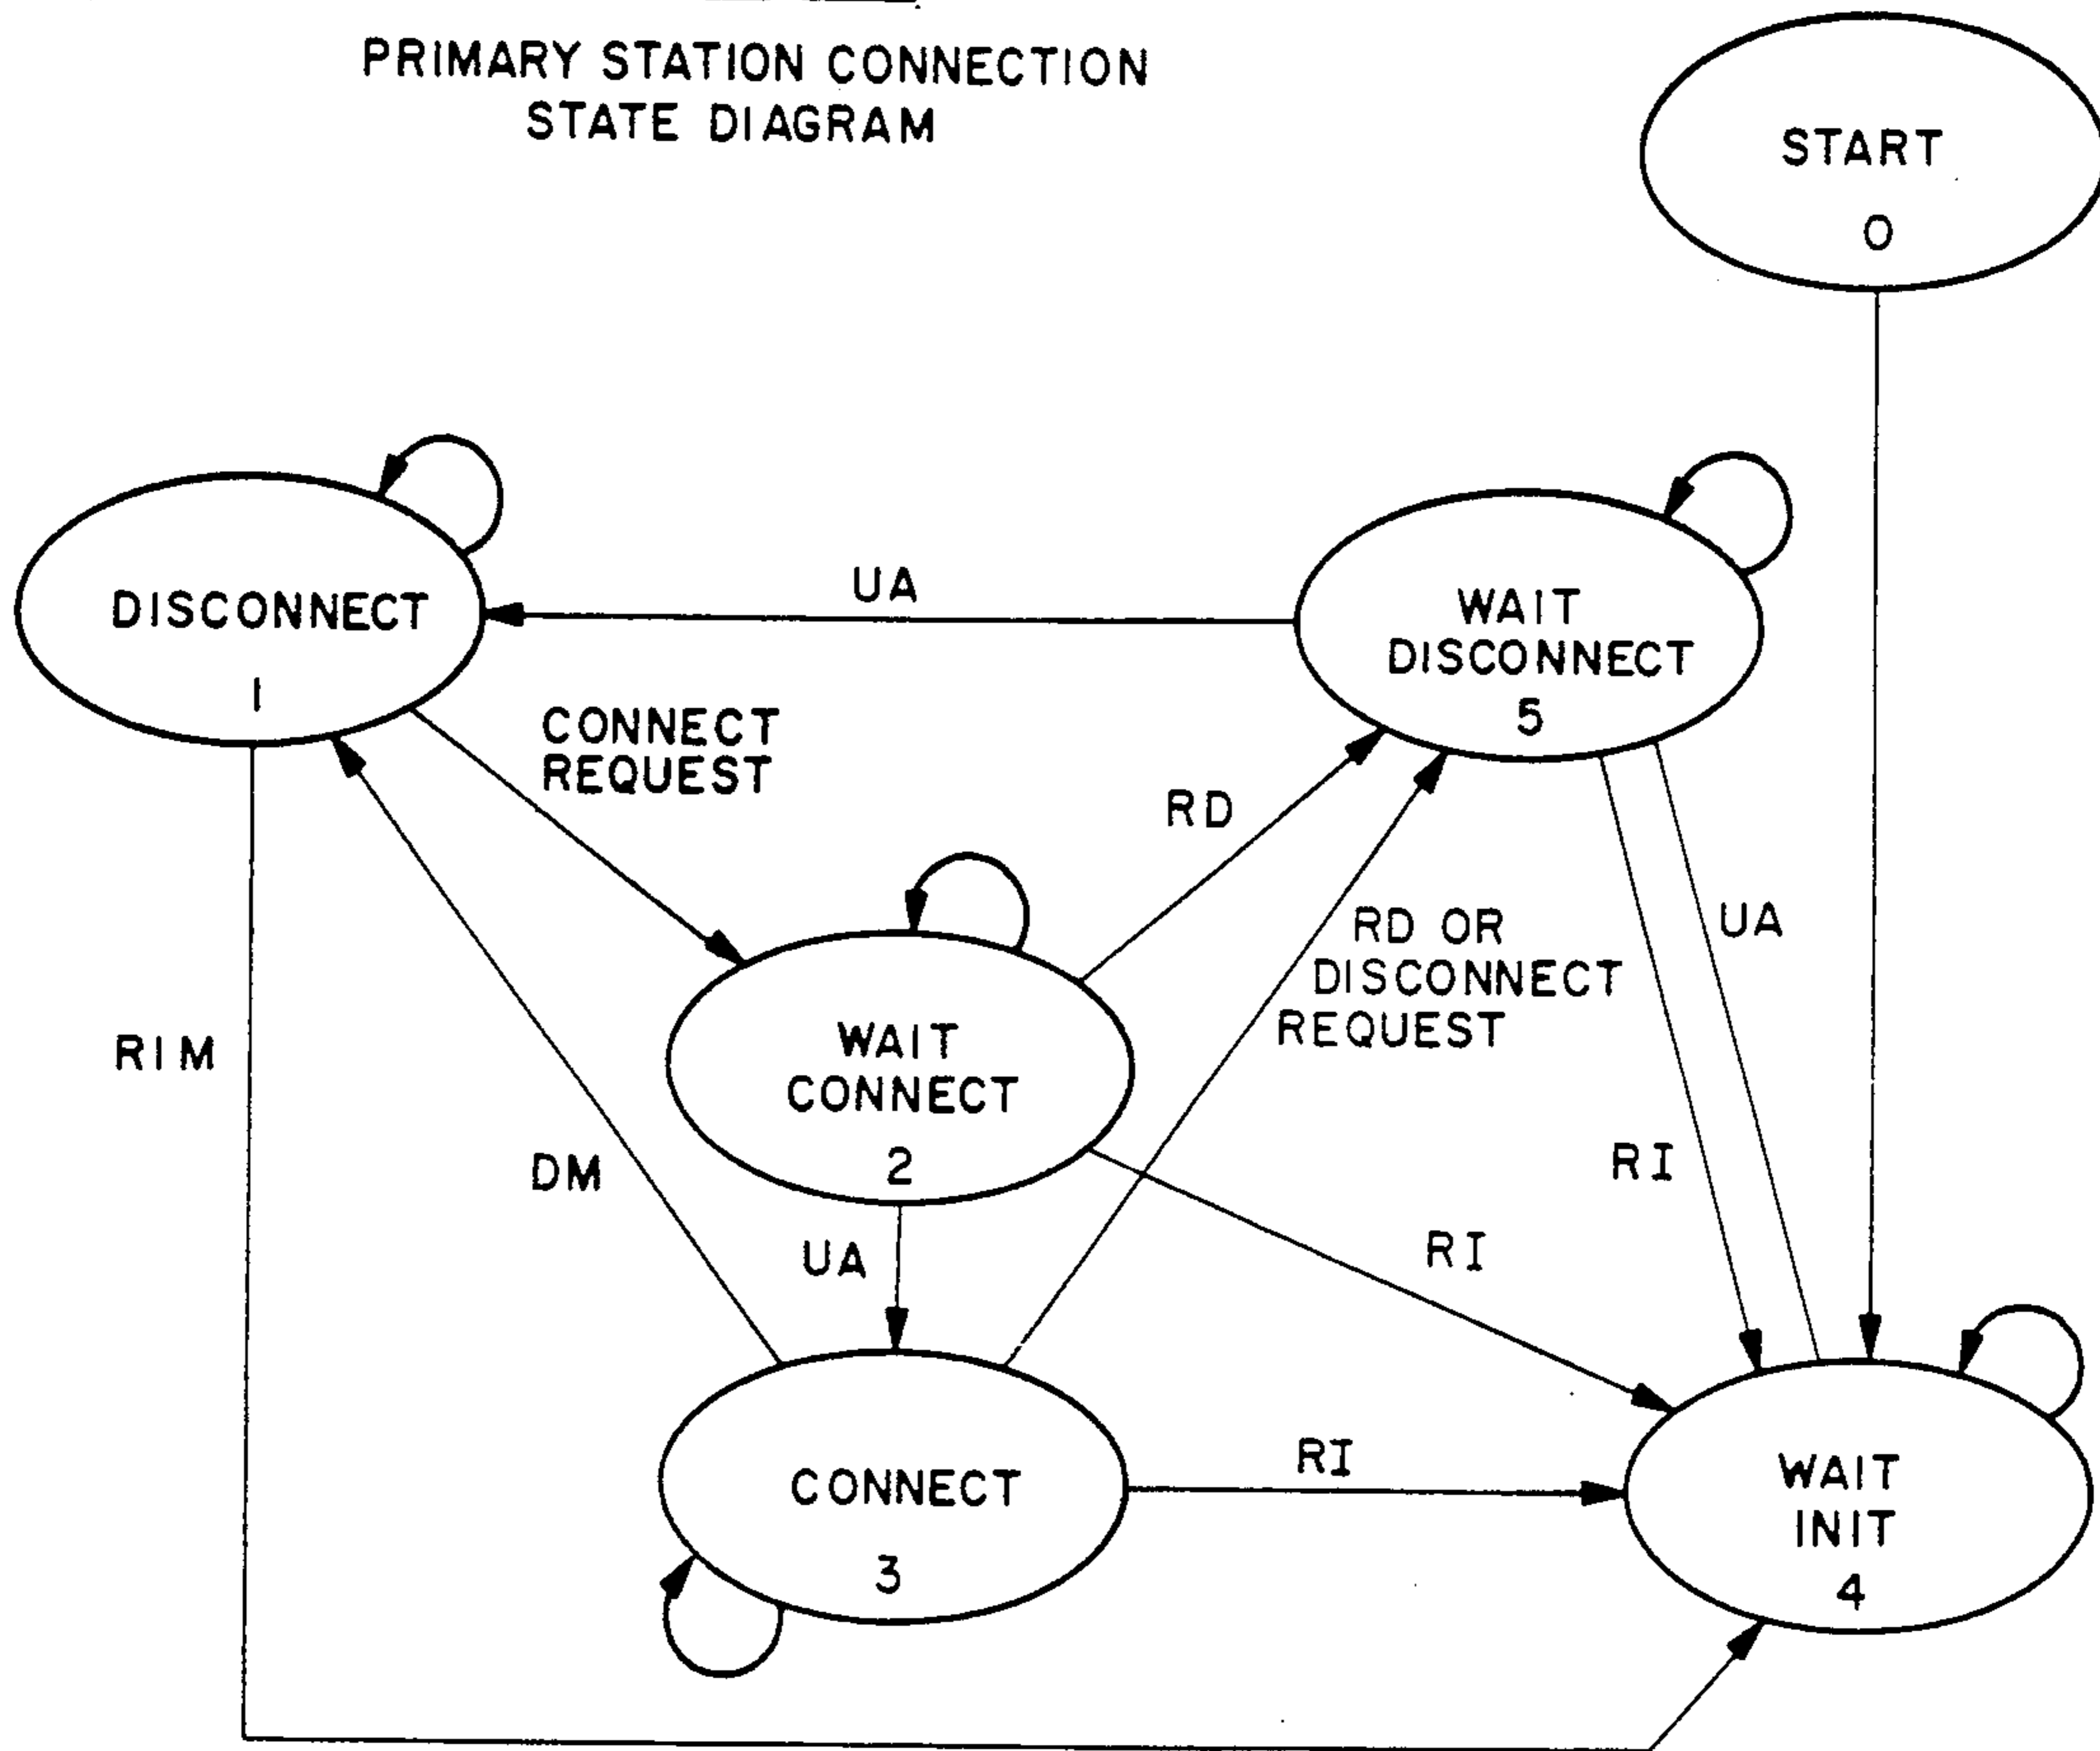 PRIMARY STATION CONNECTION
STATE DIAGRAM
START
0
DISCONNECT
1
UA
WAIT
DISCONNECT
5
CONNECT
REQUEST
RD
RD OR
DISCONNECT
REQUEST
UA
RIM
WAIT
CONNECT
2
DM
RI
UA
RI
CONNECT
3
RI
WAIT
INIT
4